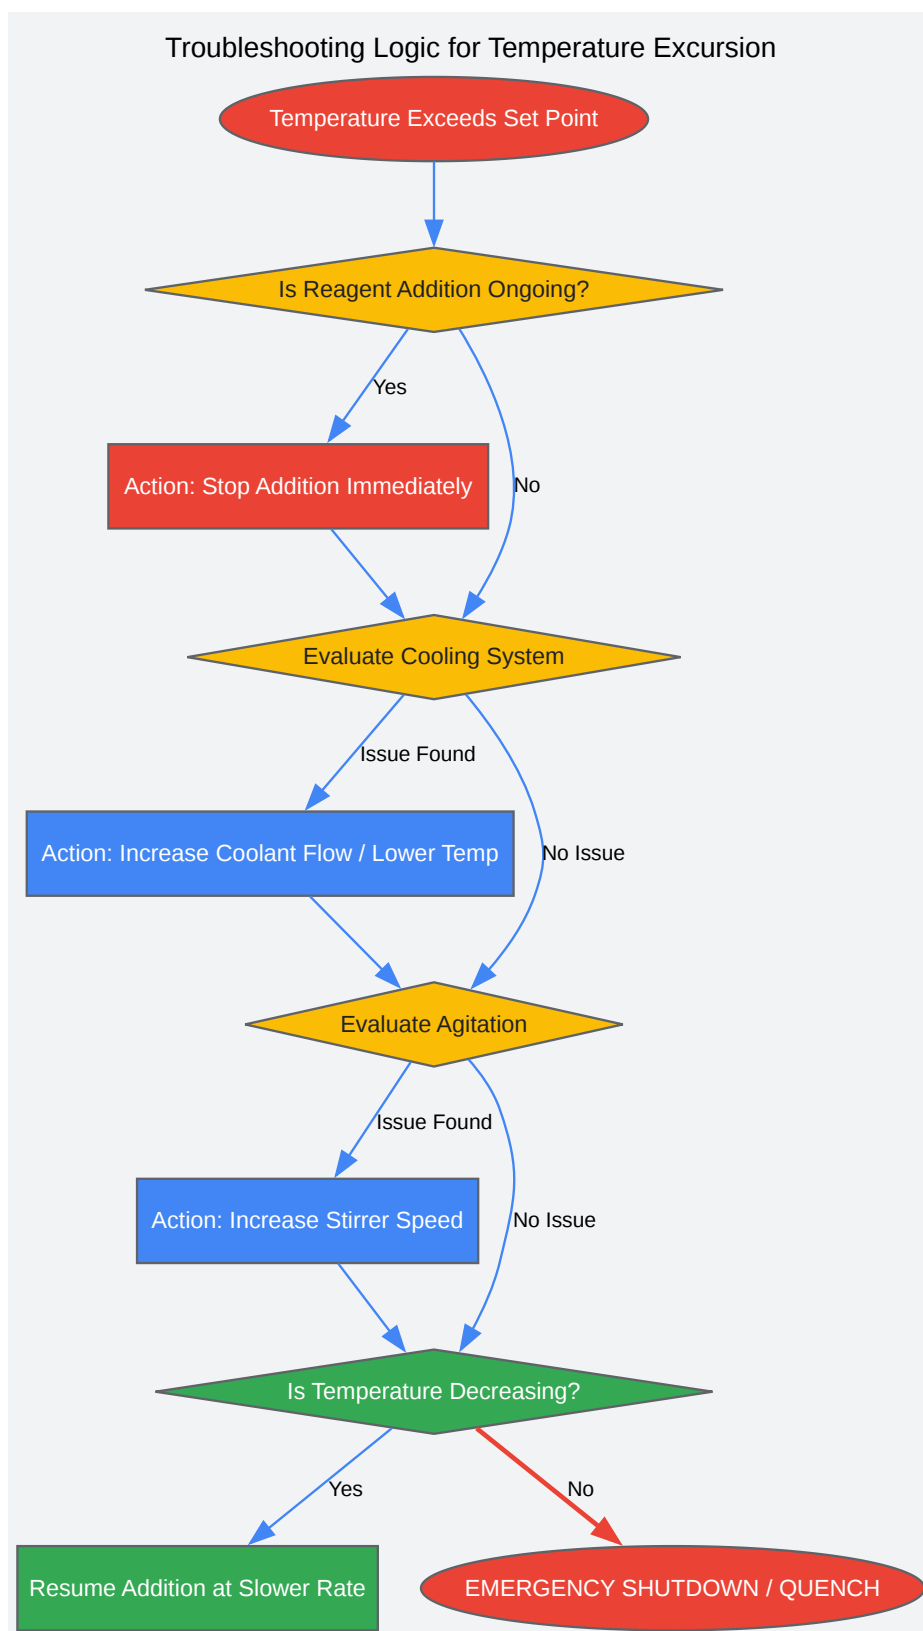 Troubleshooting Logic for Temperature Excursion
Temperature Exceeds Set Point
Is Reagent Addition Ongoing?
Yes
Action: Stop Addition Immediately
No
Evaluate Cooling System
Issue Found
Action: Increase Coolant Flow / Lower Temp
No Issue
Evaluate Agitation
Issue Found
Action: Increase Stirrer Speed
No Issue
Is Temperature Decreasing?
Yes
No
Resume Addition at Slower Rate
EMERGENCY SHUTDOWN / QUENCH